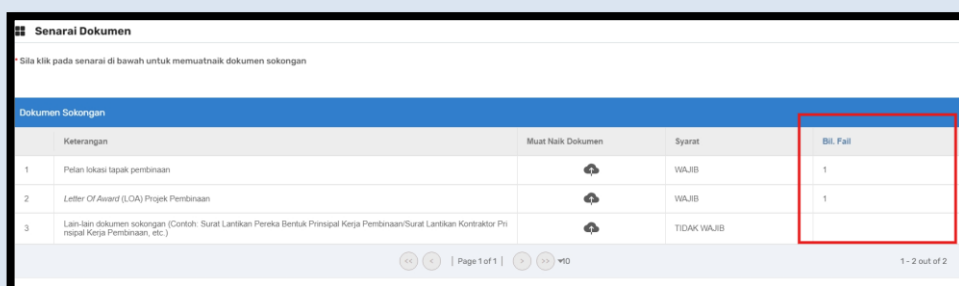 Senarai Dokumen
* Sila klik pada senarai di bawah untuk memuatnaik dokumen sokongan
Dokumen Sokongan
Keterangan Muat Naik Dokumen Syarat Bil. Fail
1 Pelan lokasi tapak pembinaan WAJIB 1
2 Letter Of Award (LOA) Projek Pembinaan WAJIB 1
3 Lain-lain dokumen sokongan (Contoh: Surat Lantikan Pereka Bentuk Prinsipal Kerja Pembinaan/Surat Lantikan Kontraktor Pri
nsipal Kerja Pembinaan, etc.) TIDAK WAJIB
<< < | Page 1 of 1 | > >> 10 1 - 2 out of 2